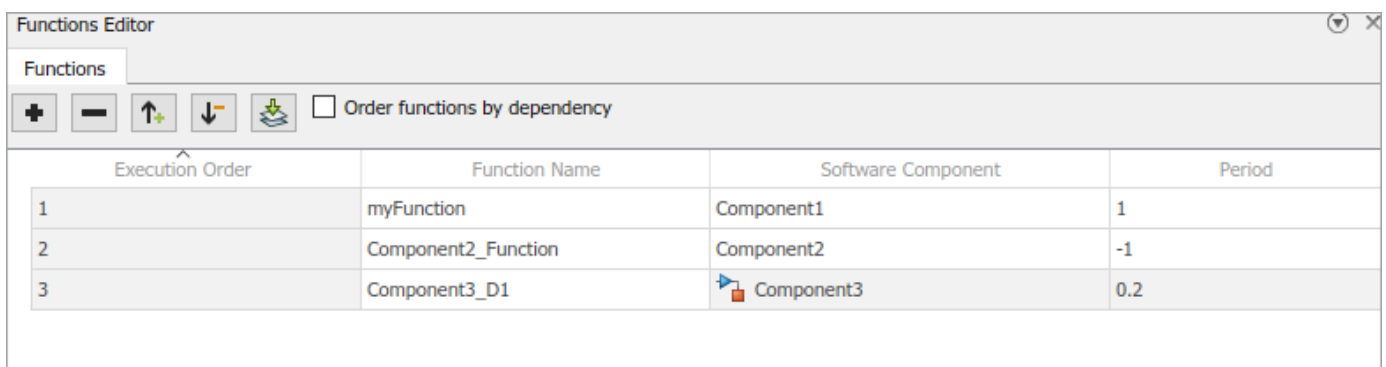 Functions Editor
Functions
Order functions by dependency
Execution Order Function Name Software Component Period
1 myFunction Component1 1
2 Component2_Function Component2 -1
3 Component3_D1 Component3 0.2